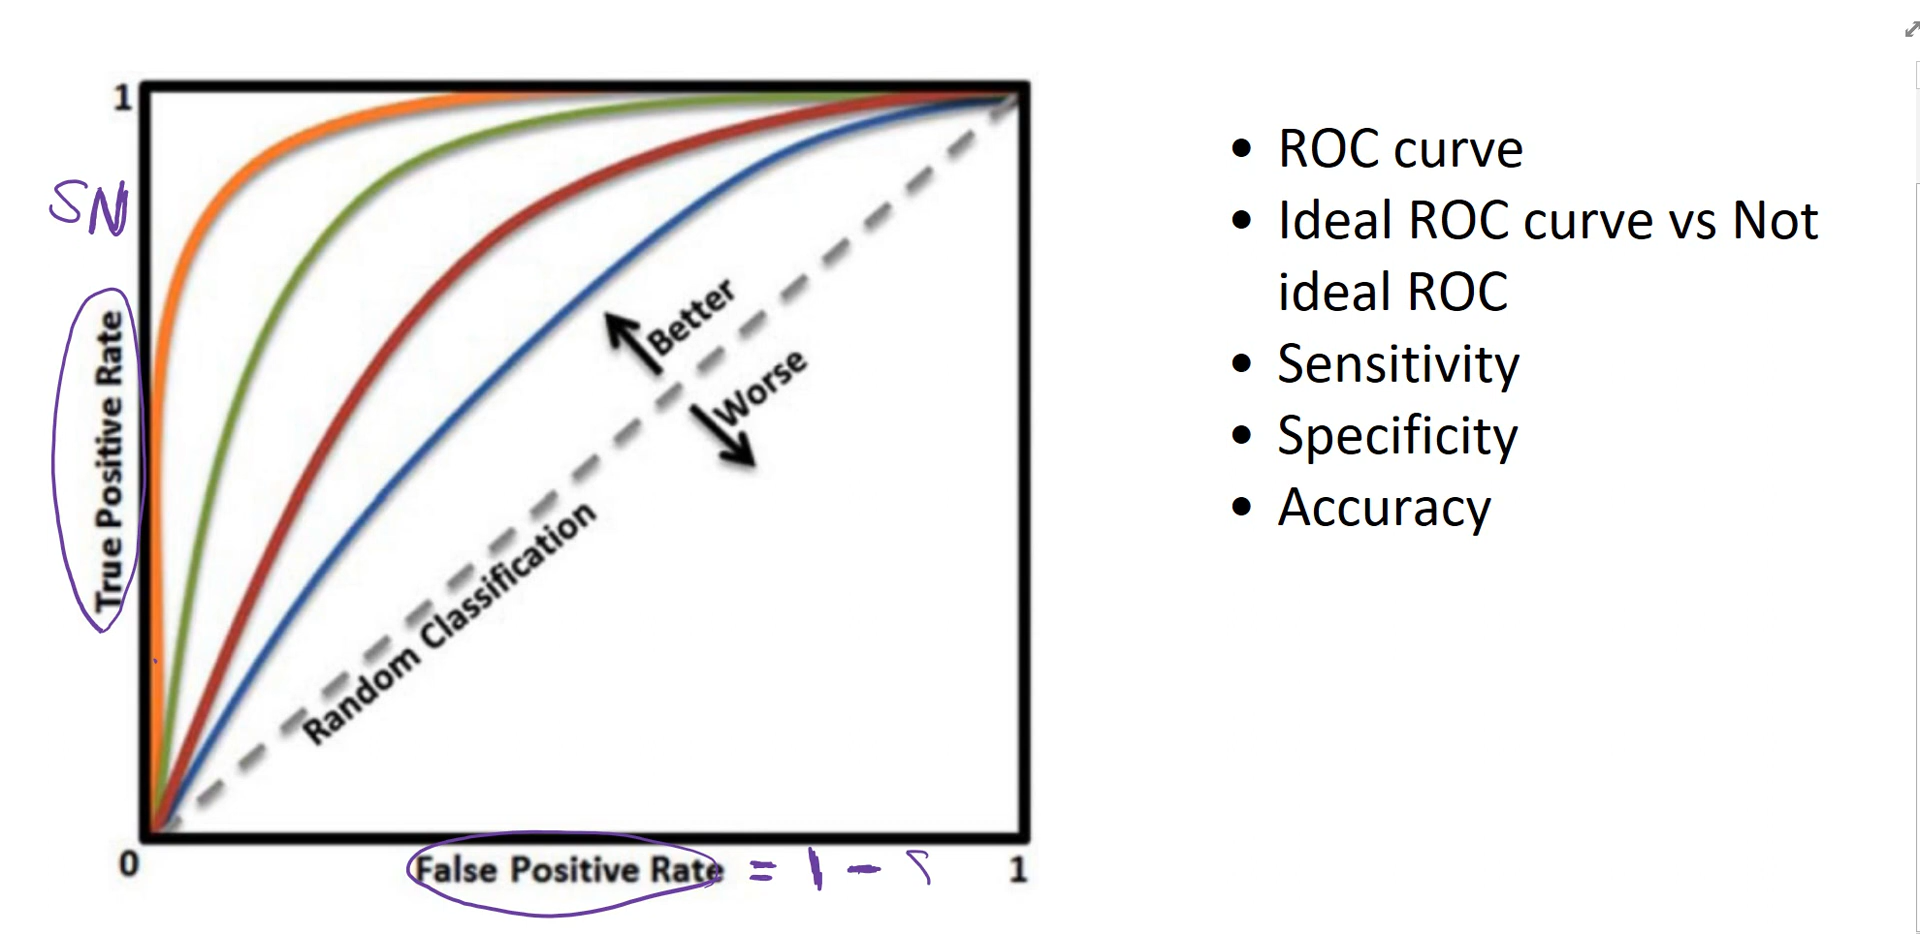 1
SN
True Positive Rate
Better
Worse
Random Classification
0
False Positive Rate = 1 -
1
• ROC curve
• Ideal ROC curve vs Not
ideal ROC
• Sensitivity
• Specificity
• Accuracy